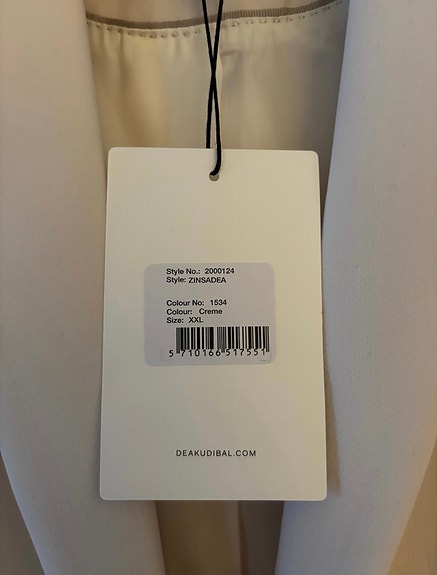 Style No.: 2000124
Style: ZINSADEA
Colour No: 1534
Colour: Creme
Size: XXL
5 710166 517551
DEAKUDIBAL.COM